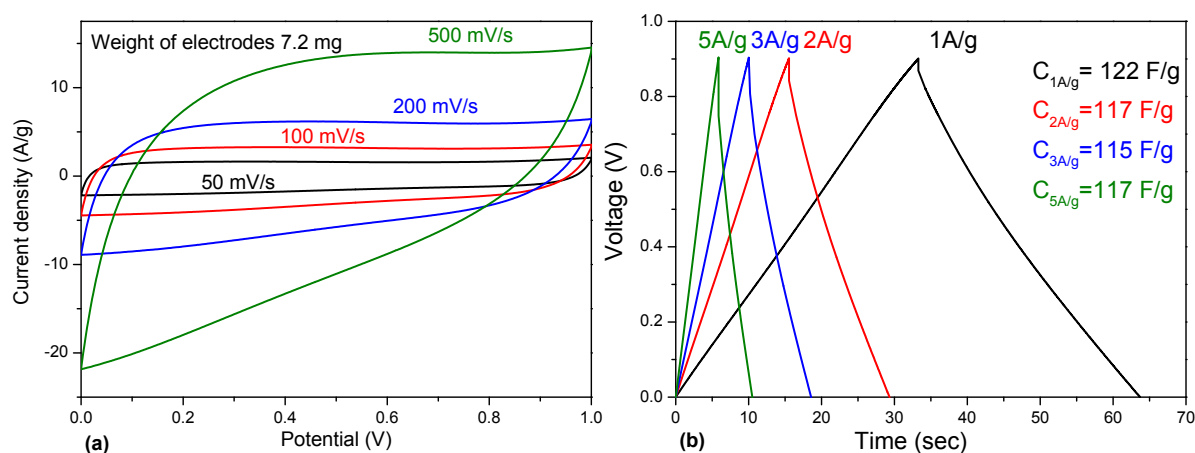 Weight of electrodes 7.2 mg
500 mV/s
200 mV/s
100 mV/s
50 mV/s
10
0
-10
-20
Current density (A/g)
0.0 0.2 0.4 0.6 0.8 1.0
(a)
Potential (V)
5A/g 3A/g 2A/g 1A/g
C1A/g= 122 F/g
C2A/g=117 F/g
C3A/g=115 F/g
C5A/g=117 F/g
1.0
0.8
0.6
0.4
0.2
0.0
Voltage (V)
0 10 20 30 40 50 60 70
(b)
Time (sec)